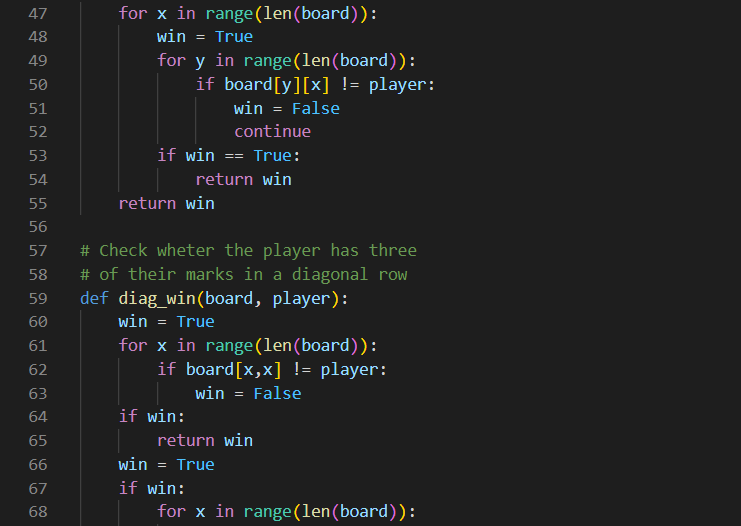 47 for x in range(len(board)):
48 win = True
49 for y in range(len(board)):
50 if board[y][x] != player:
51 win = False
52 continue
53 if win == True:
54 return win
55 return win
56
57 # Check wheter the player has three
58 # of their marks in a diagonal row
59 def diag_win(board, player):
60 win = True
61 for x in range(len(board)):
62 if board[x,x] != player:
63 win = False
64 if win:
65 return win
66 win = True
67 if win:
68 for x in range(len(board)):